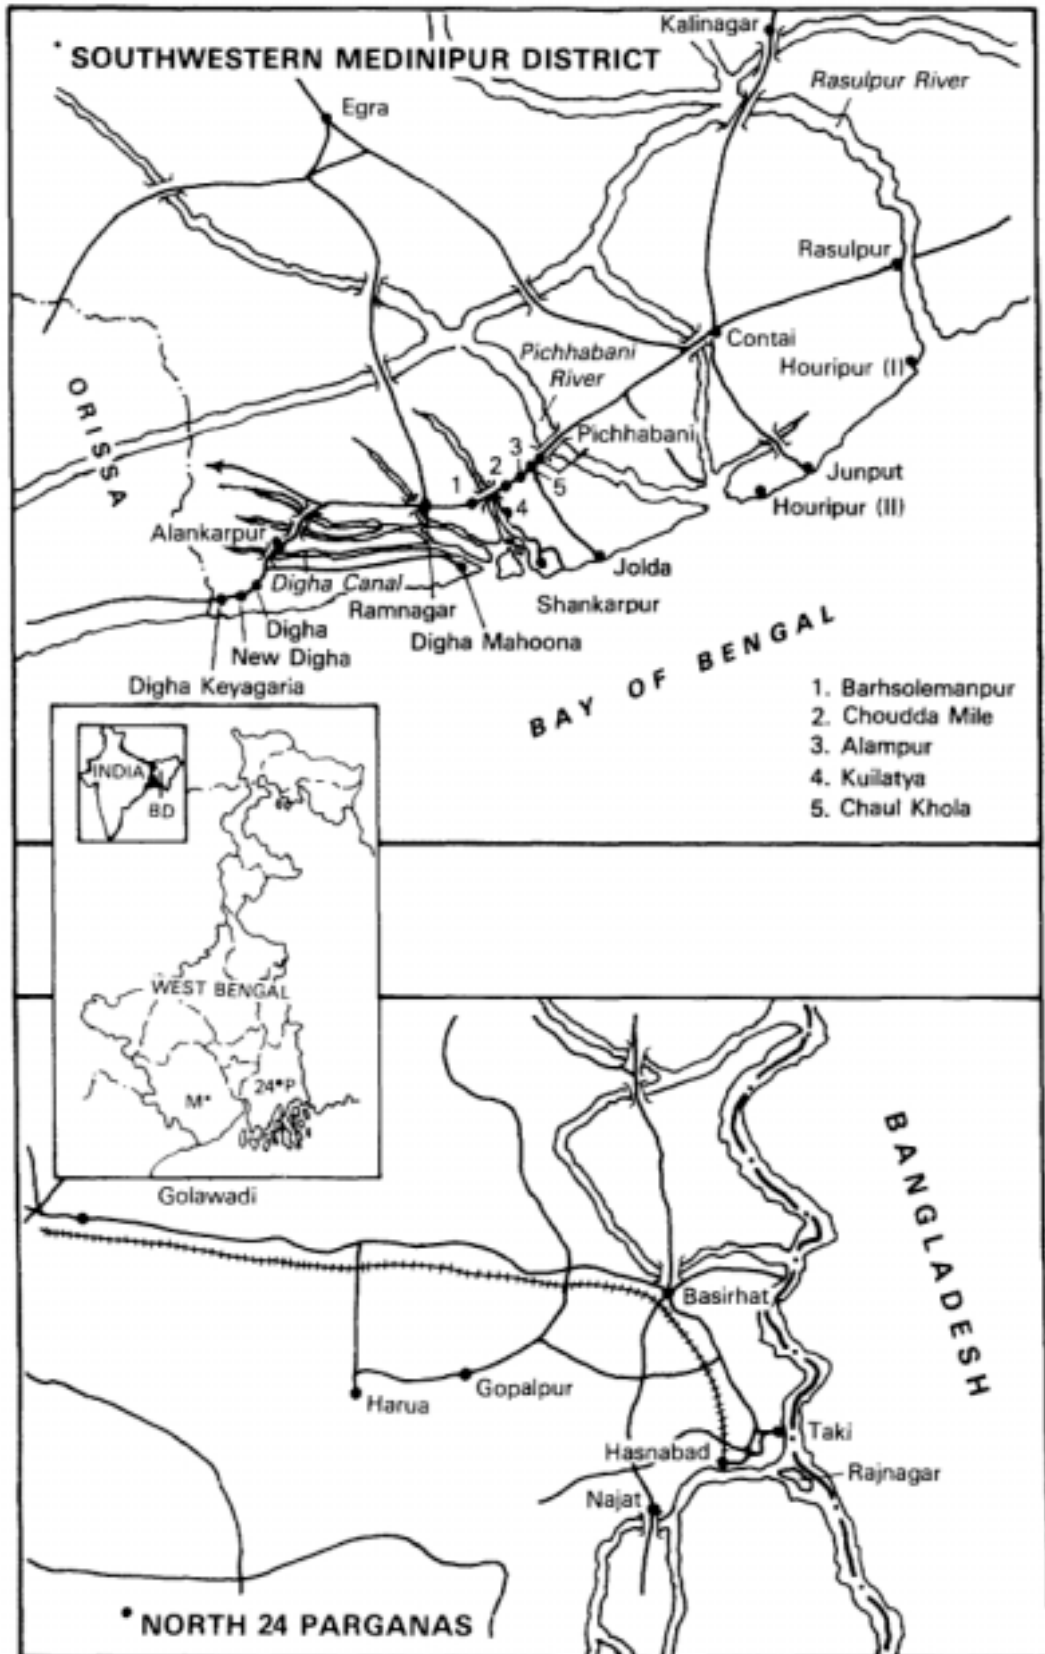 Kalinagar
* SOUTHWESTERN MEDINIPUR DISTRICT
Rasulpur River
Egra
Rasulpur
Contai
Pichhabani
River
Houripur (I)
ORISSA
Pichhabani
3
2
1
5
4
Junput
Houripur (II)
Alankarpur
Digha Canal
Jolda
Ramnagar
Shankarpur
Digha
Digha Mahoona
New Digha
Digha Keyagaria
BAY OF BENGAL
1. Barhsolemanpur
2. Choudda Mile
3. Alampur
4. Kuilatya
5. Chaul Khola
INDIA
BD
WEST BENGAL
24*P
M*
BANGLADESH
Golawadi
Basirhat
Gopalpur
Harua
Taki
Hasnabad
Rajnagar
Najat
* NORTH 24 PARGANAS